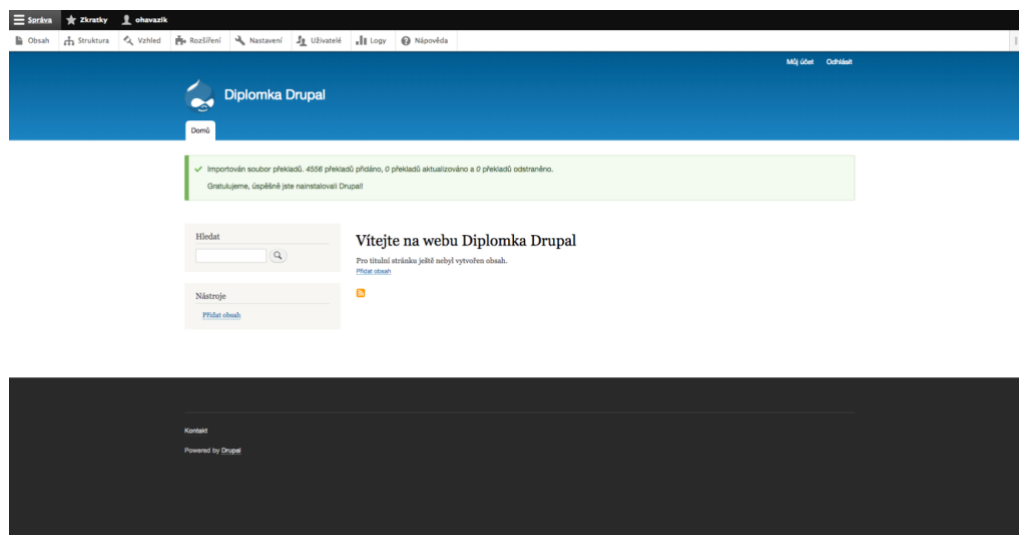 Správa Zkratky ohavazik
Obsah Struktura Vzhled Rozšíření Nastavení Uživatelé Logy Nápověda
Můj účet Odhlásit
Diplomka Drupal
Domů
Importován soubor překladů. 4556 překladů přidáno, 0 překladů aktualizováno a 0 překladů odstraněno.
Gratulujeme, úspěšně jste nainstalovali Drupal!
Hledat
Nástroje
Přidat obsah
Vítejte na webu Diplomka Drupal
Pro titulní stránku ještě nebyl vytvořen obsah.
Přidat obsah
Kontakt
Powered by Drupal